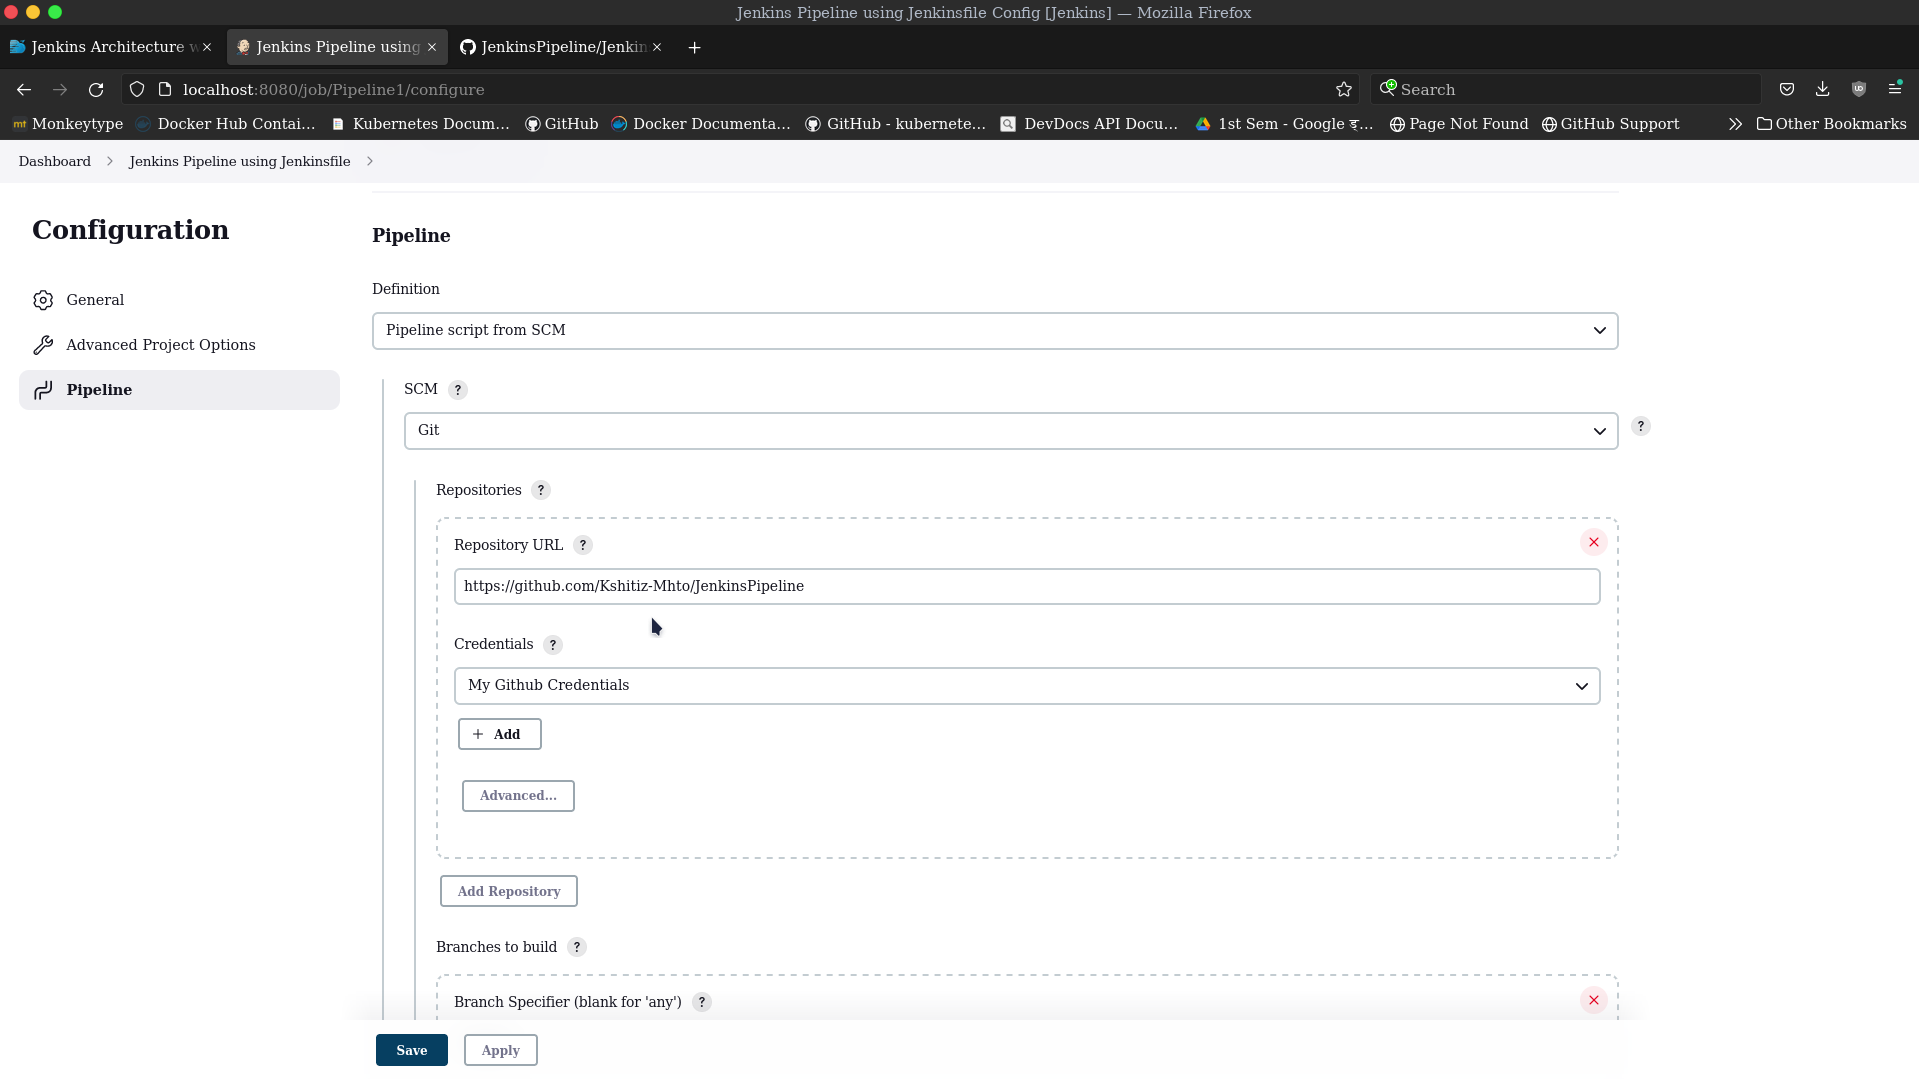 Jenkins Pipeline using Jenkinsfile Config [Jenkins] — Mozilla Firefox
Jenkins Architecture w
Jenkins Pipeline using
JenkinsPipeline/Jenkin
localhost:8080/job/Pipeline1/configure
Search
mt Monkeytype
Docker Hub Contai…
Kubernetes Docum…
GitHub
Docker Documenta…
GitHub - kubernete…
DevDocs API Docu…
1st Sem - Google ड्…
Page Not Found
GitHub Support
Other Bookmarks
Dashboard
Jenkins Pipeline using Jenkinsfile
Configuration
General
Advanced Project Options
Pipeline
Pipeline
Definition
Pipeline script from SCM
SCM ?
Git
?
Repositories ?
Repository URL ?
https://github.com/Kshitiz-Mhto/JenkinsPipeline
Credentials ?
My Github Credentials
+ Add
Advanced...
Add Repository
Branches to build ?
Branch Specifier (blank for 'any') ?
Save
Apply